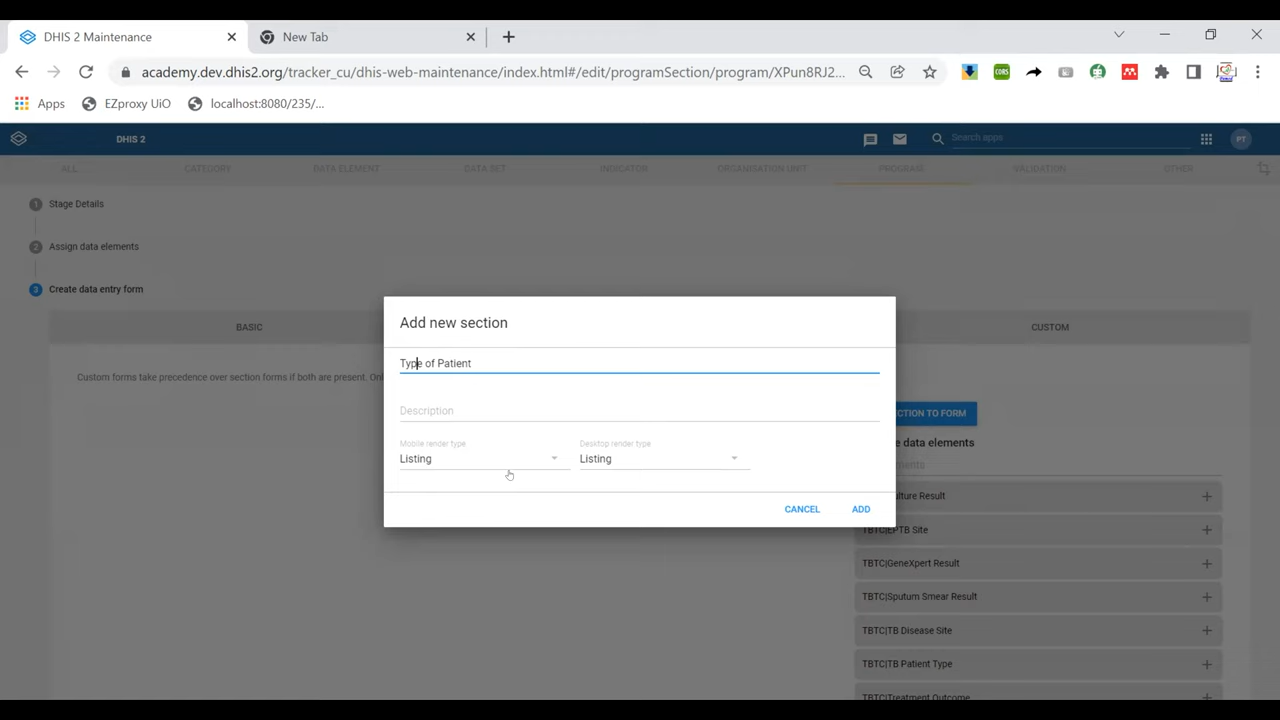 DHIS 2 Maintenance
New Tab
academy.dev.dhis2.org/tracker_cu/dhis-web-maintenance/index.html#/edit/programSection/program/XPun8RJ2...
CORS
Apps
EZproxy UiO
localhost:8080/235/...
DHIS 2
Search apps
PT
ALL
CATEGORY
DATA ELEMENT
DATA SET
INDICATOR
ORGANISATION UNIT
PROGRAM
VALIDATION
OTHER
1 Stage Details
2 Assign data elements
3 Create data entry form
BASIC
CUSTOM
Custom forms take precedence over section forms if both are present.
Add new section
Type of Patient
Description
Mobile render type
Listing
Desktop render type
Listing
CANCEL
ADD
TO FORM
data elements
Result
TBTC|EPTB Site
TBTC|GeneXpert Result
TBTC|Sputum Smear Result
TBTC|TB Disease Site
TBTC|TB Patient Type
TBTC|Treatment Outcome